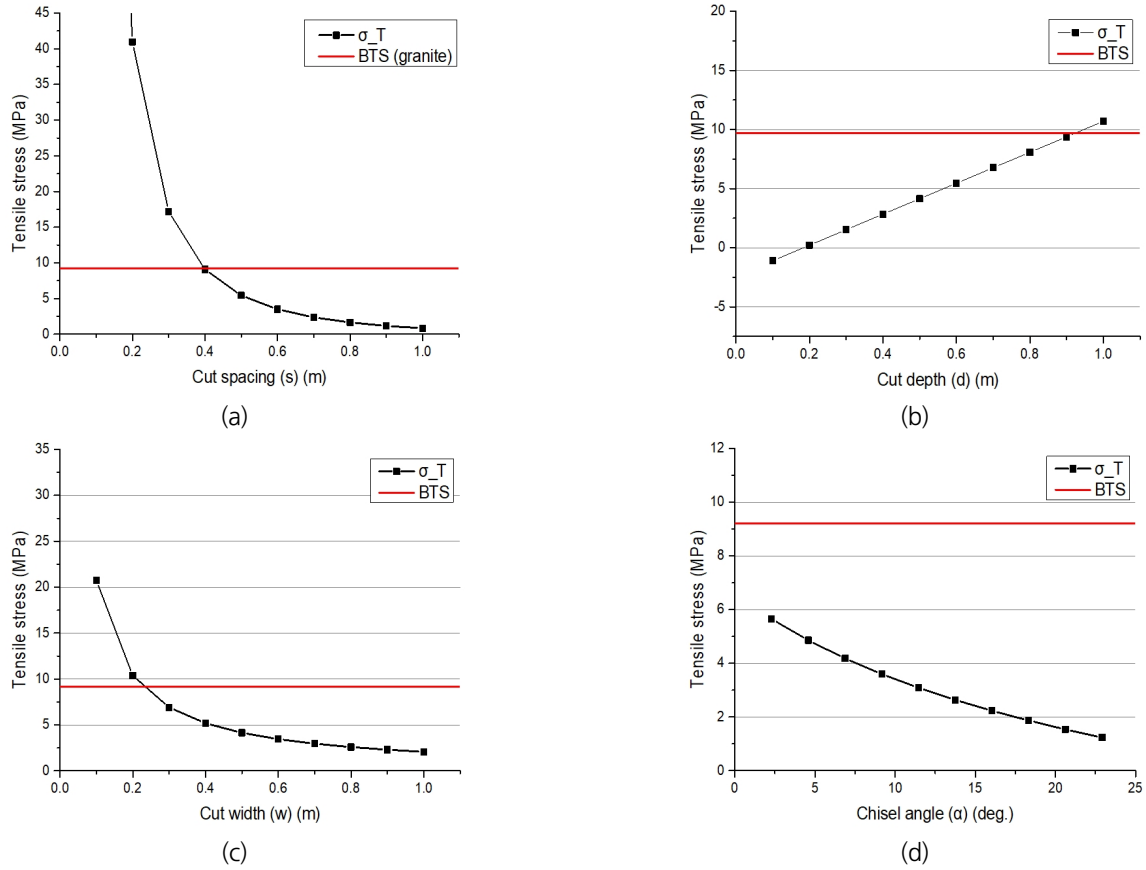 45
40
35
30
25
20
15
10
5
0
Tensile stress (MPa)
σ_T
BTS (granite)
0.0 0.2 0.4 0.6 0.8 1.0
Cut spacing (s) (m)
(a)
20
15
10
5
0
-5
Tensile stress (MPa)
σ_T
BTS
0.0 0.2 0.4 0.6 0.8 1.0
Cut depth (d) (m)
(b)
35
30
25
20
15
10
5
0
Tensile stress (MPa)
σ_T
BTS
0.0 0.2 0.4 0.6 0.8 1.0
Cut width (w) (m)
(c)
12
10
8
6
4
2
0
Tensile stress (MPa)
σ_T
BTS
0 5 10 15 20 25
Chisel angle (α) (deg.)
(d)